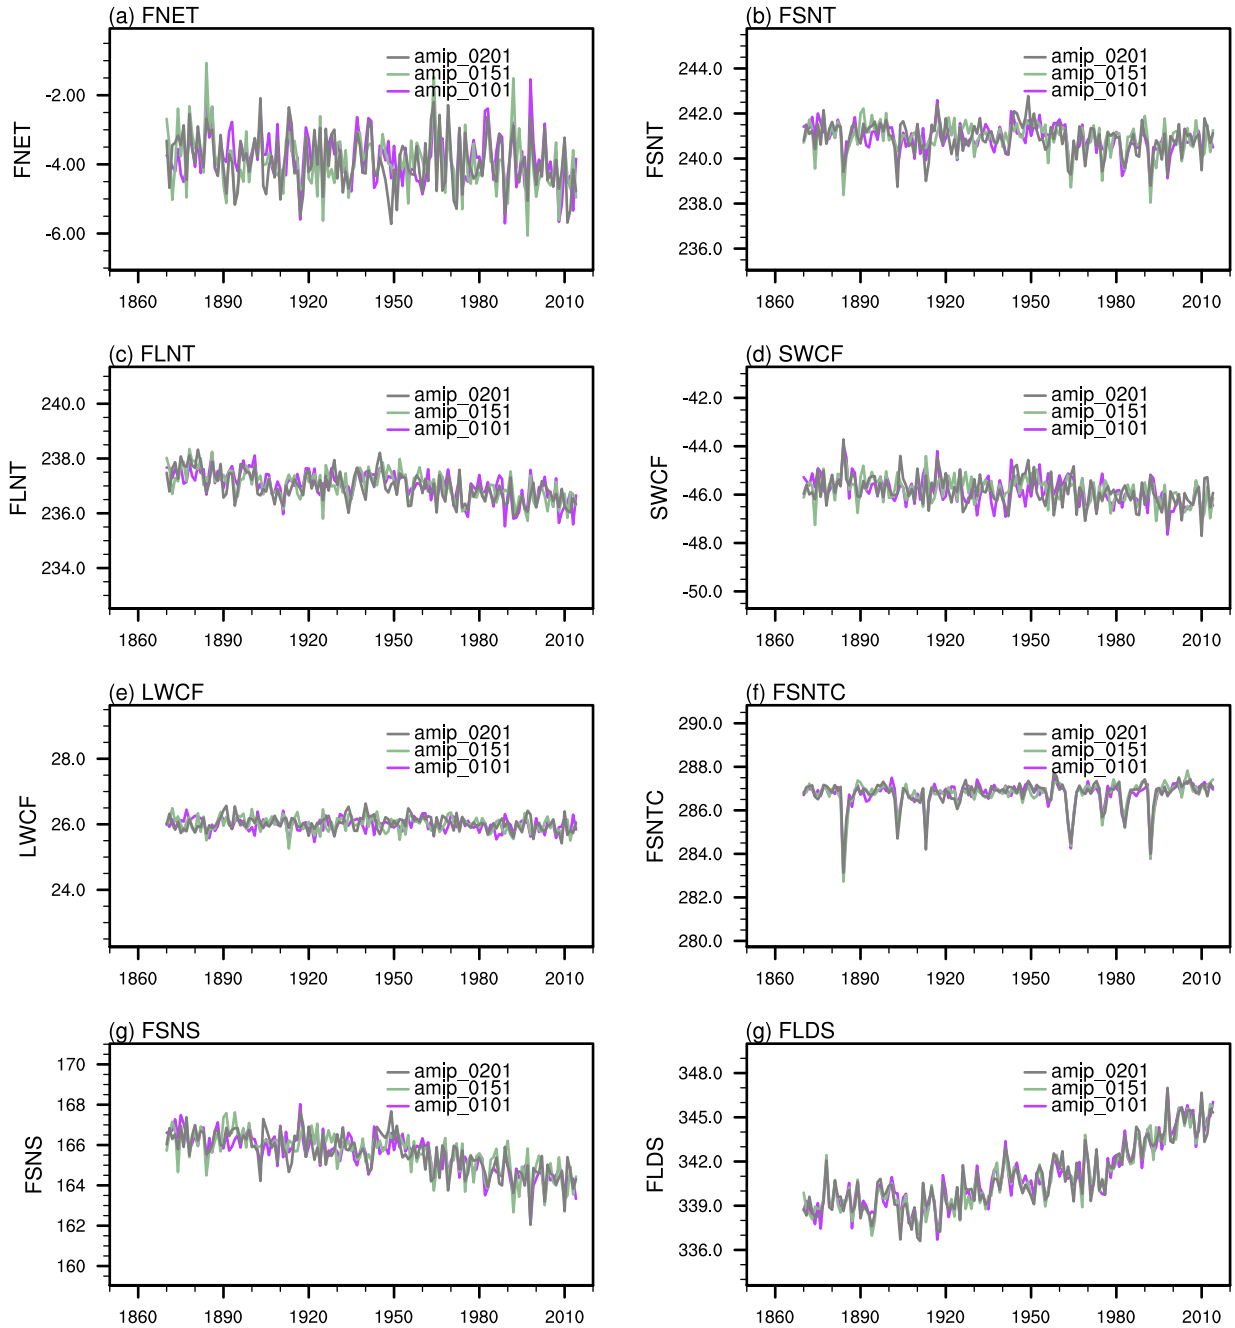 (a) FNET
amip_0201
amip_0151
amip_0101
-2.00
-4.00
-6.00
FNET
1860 1890 1920 1950 1980 2010
(b) FSNT
amip_0201
amip_0151
amip_0101
244.0
242.0
240.0
238.0
236.0
FSNT
1860 1890 1920 1950 1980 2010
(c) FLNT
amip_0201
amip_0151
amip_0101
240.0
238.0
236.0
234.0
FLNT
1860 1890 1920 1950 1980 2010
(d) SWCF
amip_0201
amip_0151
amip_0101
-42.0
-44.0
-46.0
-48.0
-50.0
SWCF
1860 1890 1920 1950 1980 2010
(e) LWCF
amip_0201
amip_0151
amip_0101
28.0
26.0
24.0
LWCF
1860 1890 1920 1950 1980 2010
(f) FSNTC
amip_0201
amip_0151
amip_0101
290.0
288.0
286.0
284.0
282.0
280.0
FSNTC
1860 1890 1920 1950 1980 2010
(g) FSNS
amip_0201
amip_0151
amip_0101
170
168
166
164
162
160
FSNS
1860 1890 1920 1950 1980 2010
(g) FLDS
amip_0201
amip_0151
amip_0101
348.0
345.0
342.0
339.0
336.0
FLDS
1860 1890 1920 1950 1980 2010